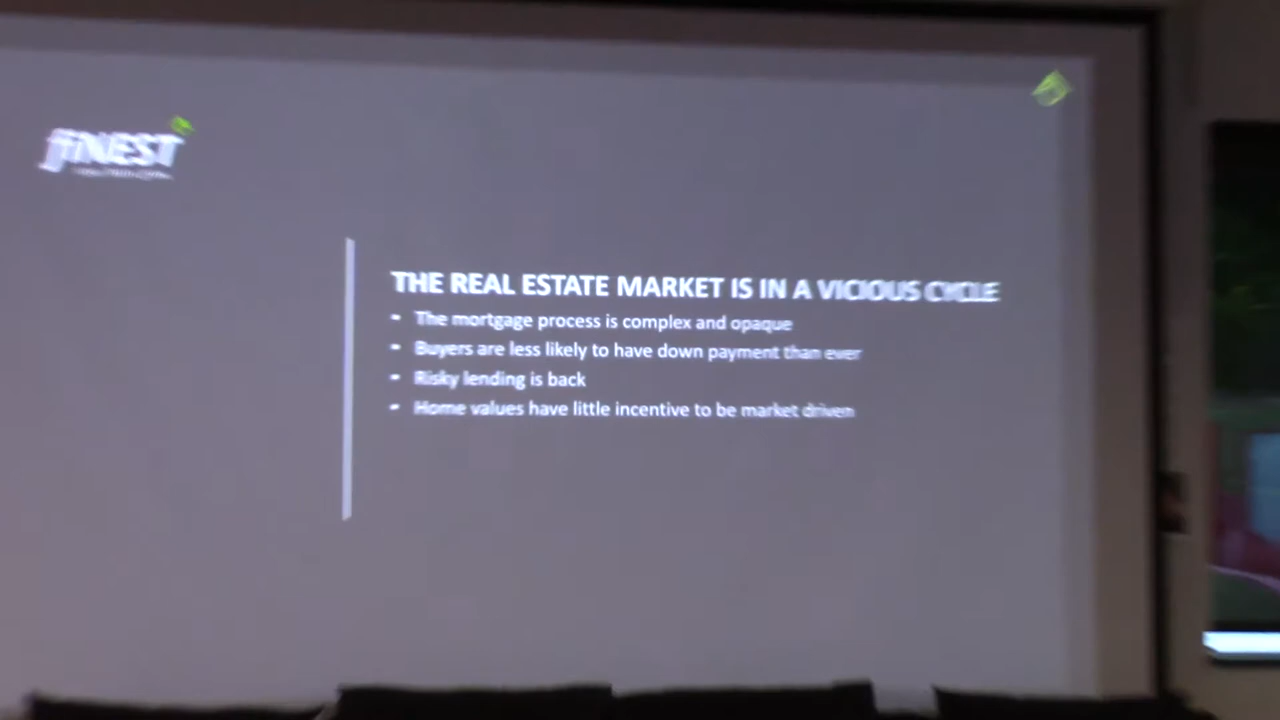 fiNEST
THE REAL ESTATE MARKET IS IN A VICIOUS CYCLE
- The mortgage process is complex and opaque
- Buyers are less likely to have down payment than ever
- Risky lending is back
- Home values have little incentive to be market driven